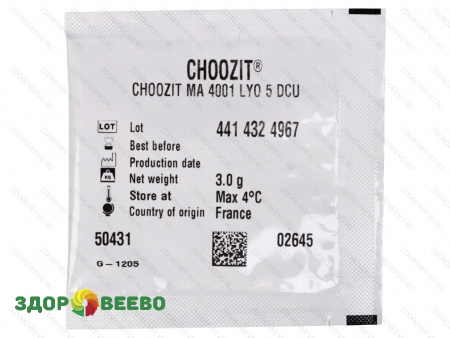 CHOOZIT®
CHOOZIT MA 4001 LYO 5 DCU
LOT Lot 441 432 4967
Best before
Production date
KG Net weight 3.0 g
Store at Max 4°C
Country of origin France
50431 02645
G-1205
ЗДОРОВЕЕВО